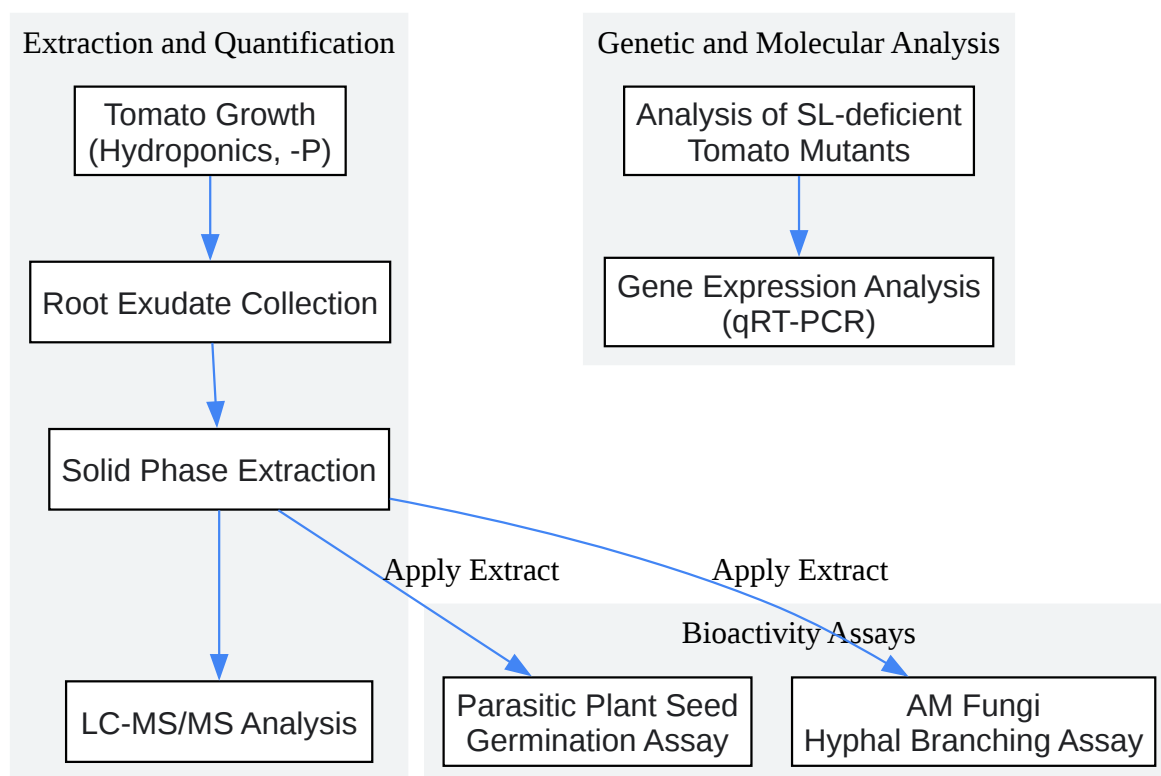 Extraction and Quantification
Tomato Growth
(Hydroponics, -P)
Root Exudate Collection
Solid Phase Extraction
LC-MS/MS Analysis
Genetic and Molecular Analysis
Analysis of SL-deficient
Tomato Mutants
Gene Expression Analysis
(qRT-PCR)
Apply Extract
Apply Extract
Bioactivity Assays
Parasitic Plant Seed
Germination Assay
AM Fungi
Hyphal Branching Assay